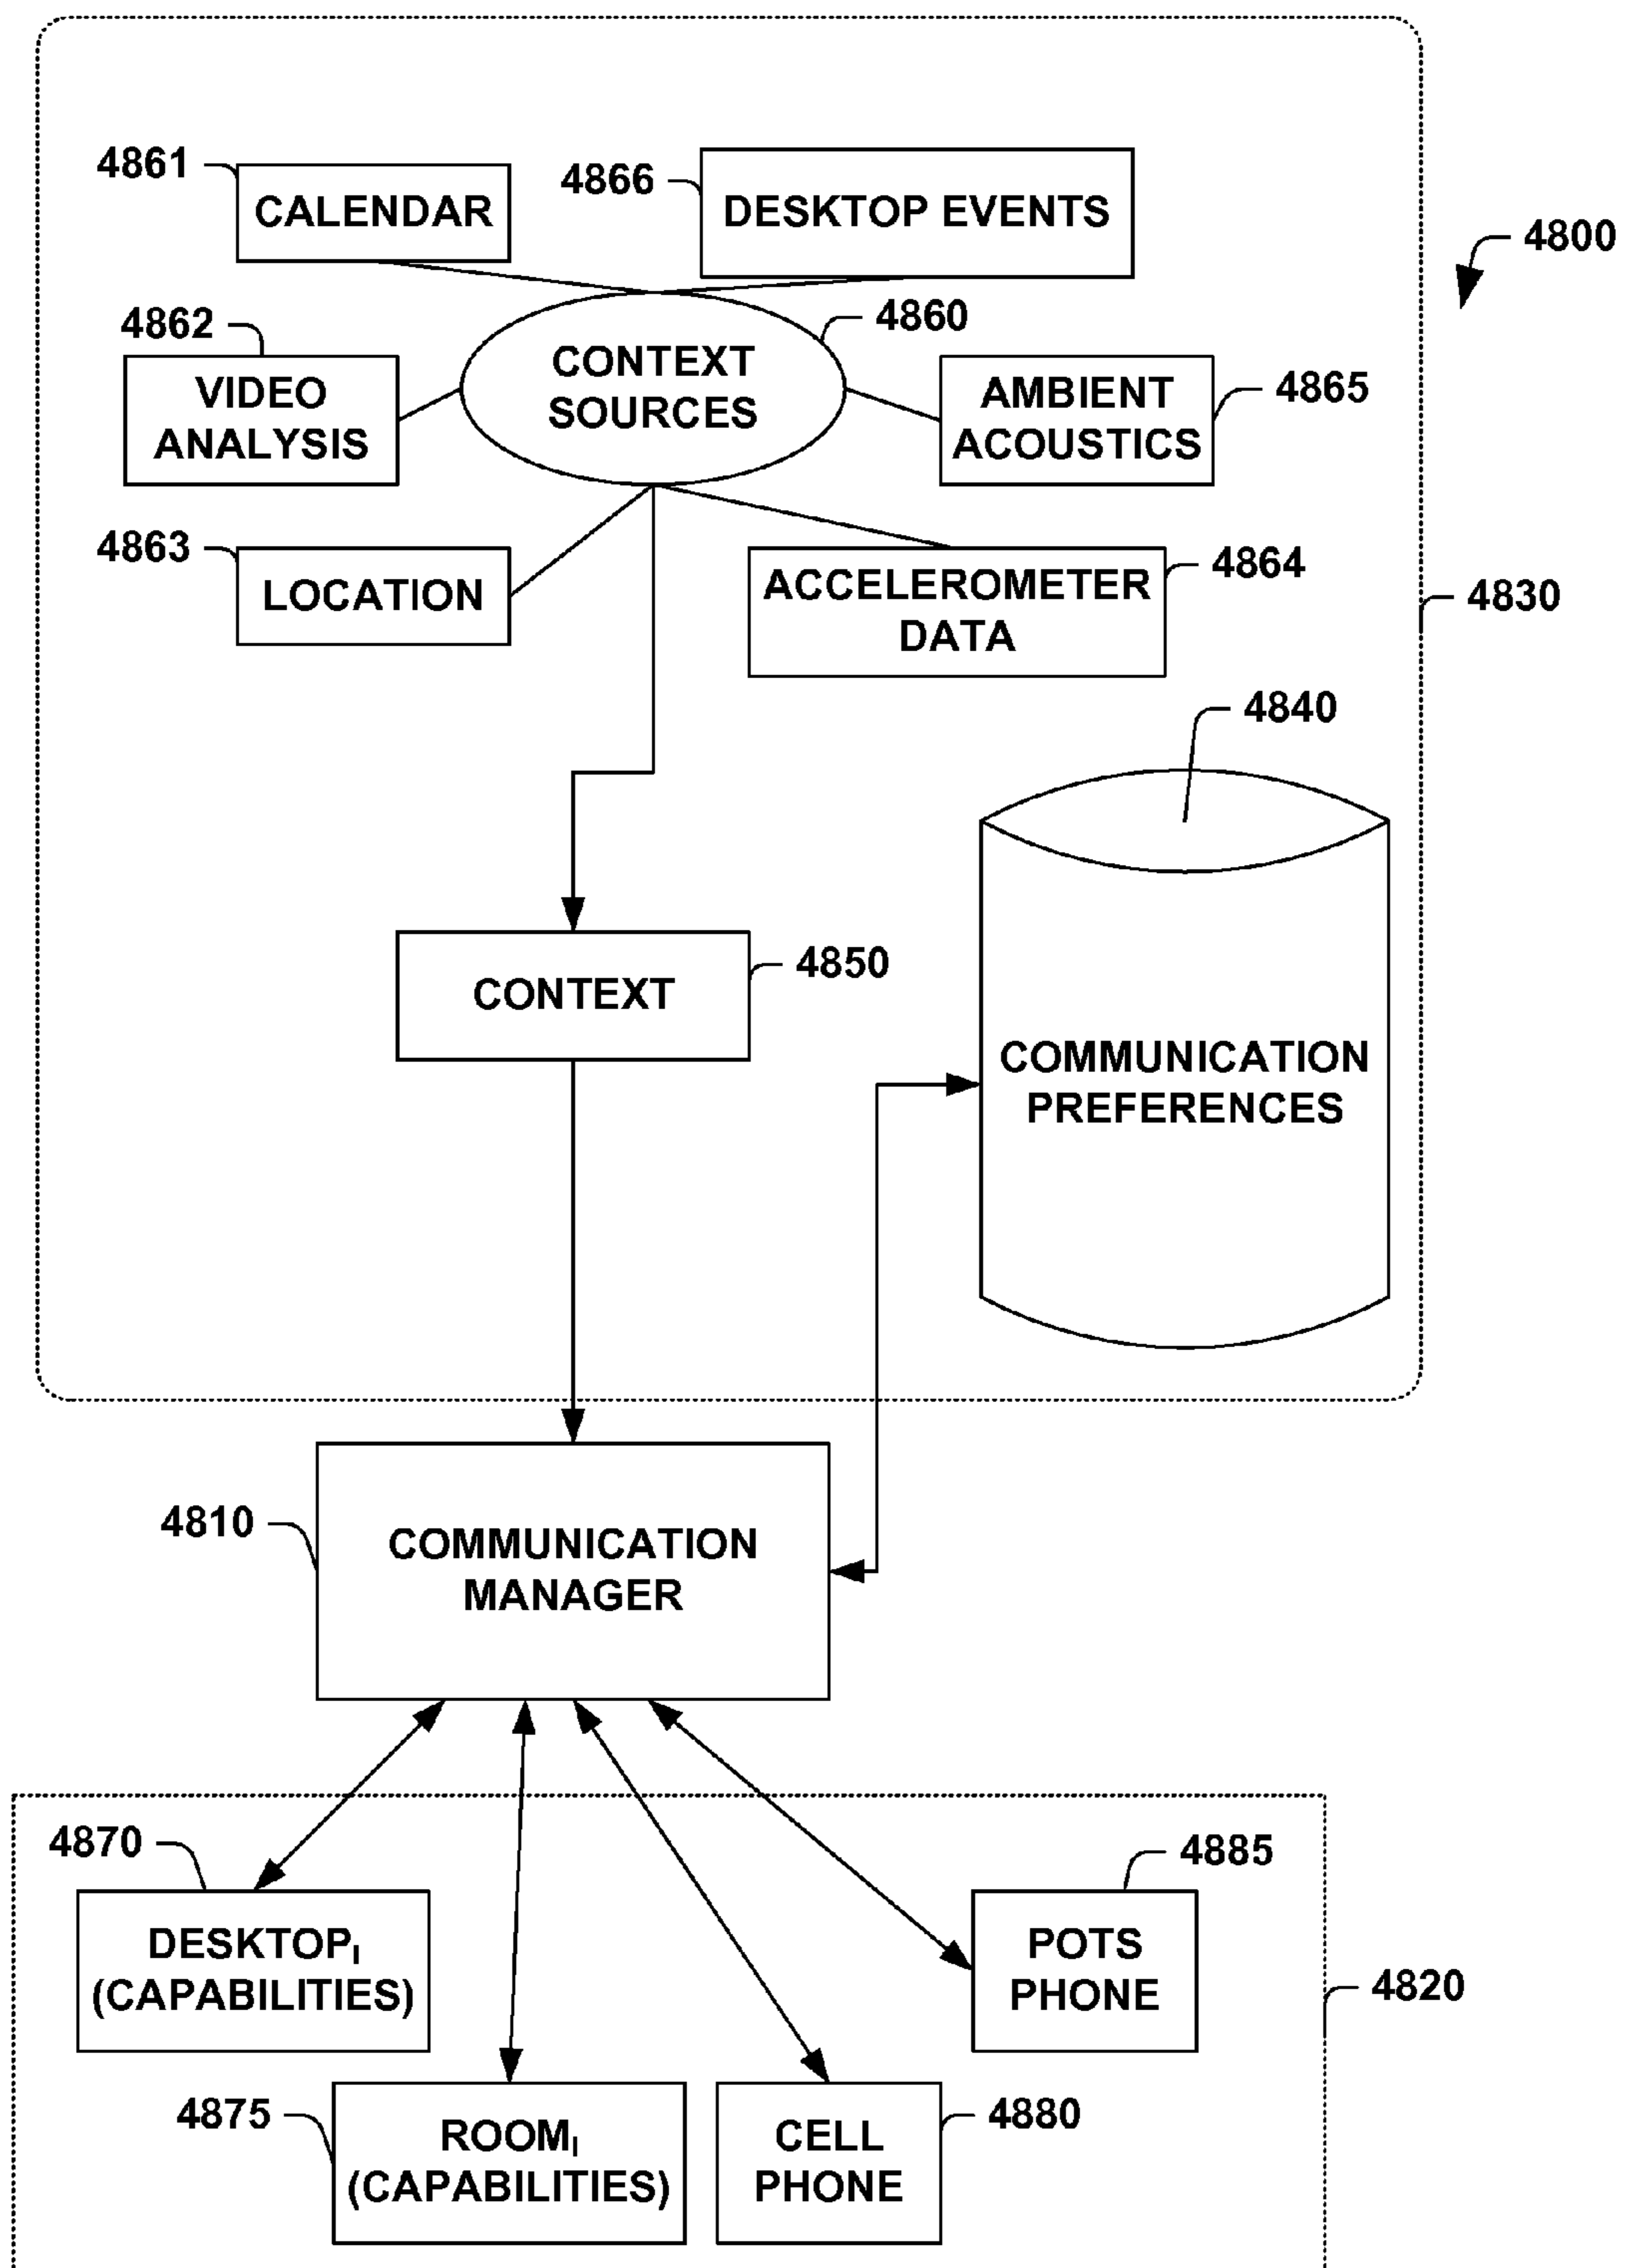 4861
CALENDAR
4866
DESKTOP EVENTS
4800
4862
VIDEO
ANALYSIS
4860
CONTEXT
SOURCES
AMBIENT
ACOUSTICS
4865
4863
LOCATION
ACCELEROMETER
DATA
4864
4830
4840
CONTEXT
4850
COMMUNICATION
PREFERENCES
4810
COMMUNICATION
MANAGER
4870
DESKTOPI
(CAPABILITIES)
4885
POTS
PHONE
4820
4875
ROOMI
(CAPABILITIES)
CELL
PHONE
4880